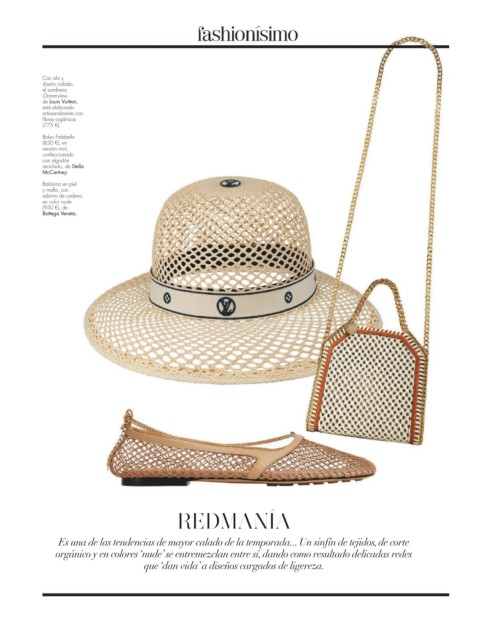 fashionísimo
Con ala y
diseño calado,
el sombrero
Oceanview,
de Louis Vuitton,
está elaborado
artesanalmente con
fibras orgánicas
(775 €).
Bolso Falabella
(850 €), en
versión mini,
confeccionado
con algodón
reciclado, de Stella
McCartney.
Bailarina en piel
y malla, con
adorno de cadena
en color nude
(950 €), de
Bottega Veneta.
REDMANÍA
Es una de las tendencias de mayor calado de la temporada... Un sinfín de tejidos, de corte
orgánico y en colores 'nude' se entremezclan entre sí, dando como resultado delicadas redes
que 'dan vida' a diseños cargados de ligereza.